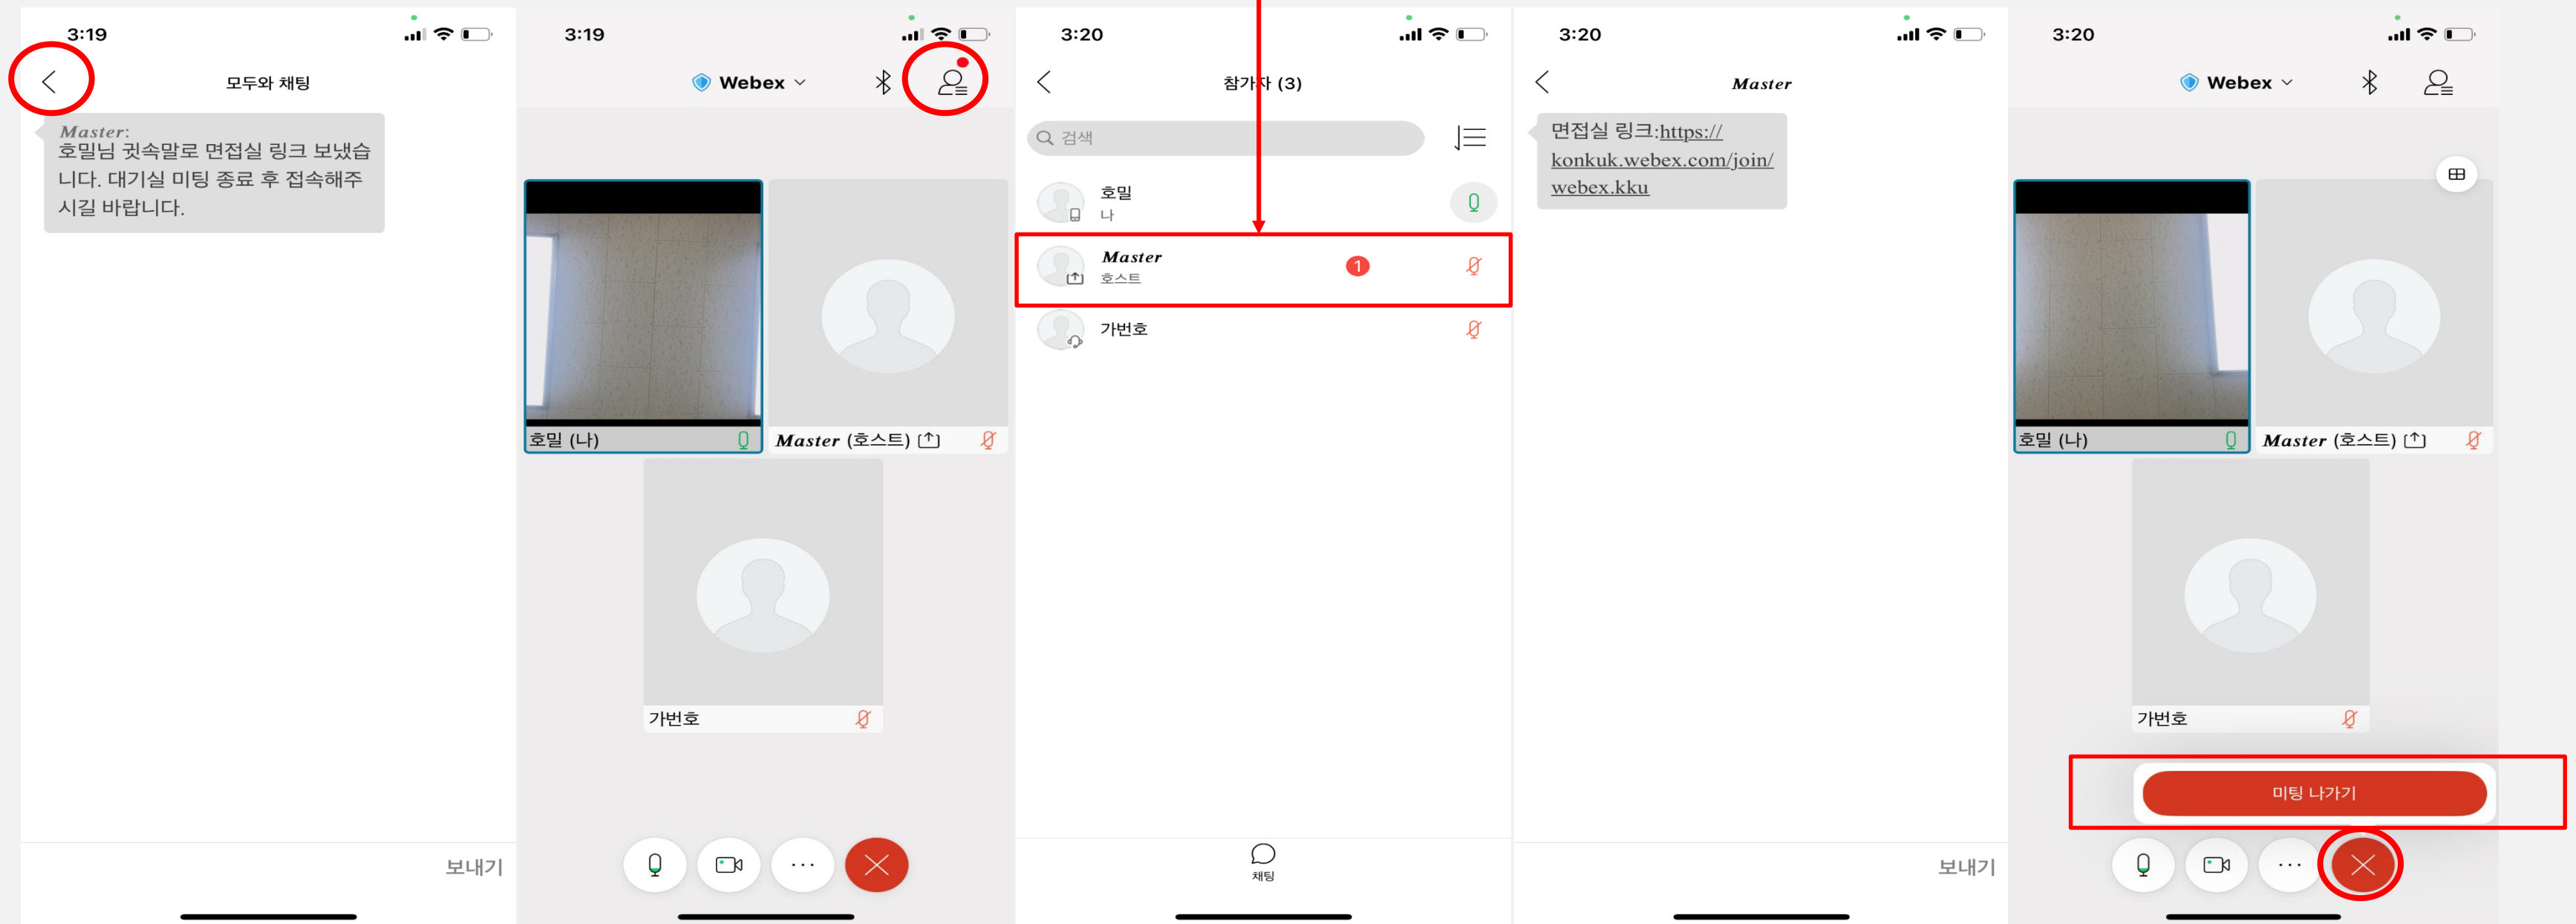 3:19
모두와 채팅
Master:
호밀님 귓속말로 면접실 링크 보냈습
니다. 대기실 미팅 종료 후 접속해주
시길 바랍니다.
보내기
3:19
Webex
호밀 (나)
Master (호스트)
가번호
3:20
참가자 (3)
검색
호밀
나
Master
호스트
1
가번호
채팅
3:20
Master
면접실 링크:https://
konkuk.webex.com/join/
webex.kku
보내기
3:20
Webex
호밀 (나)
Master (호스트)
가번호
미팅 나가기